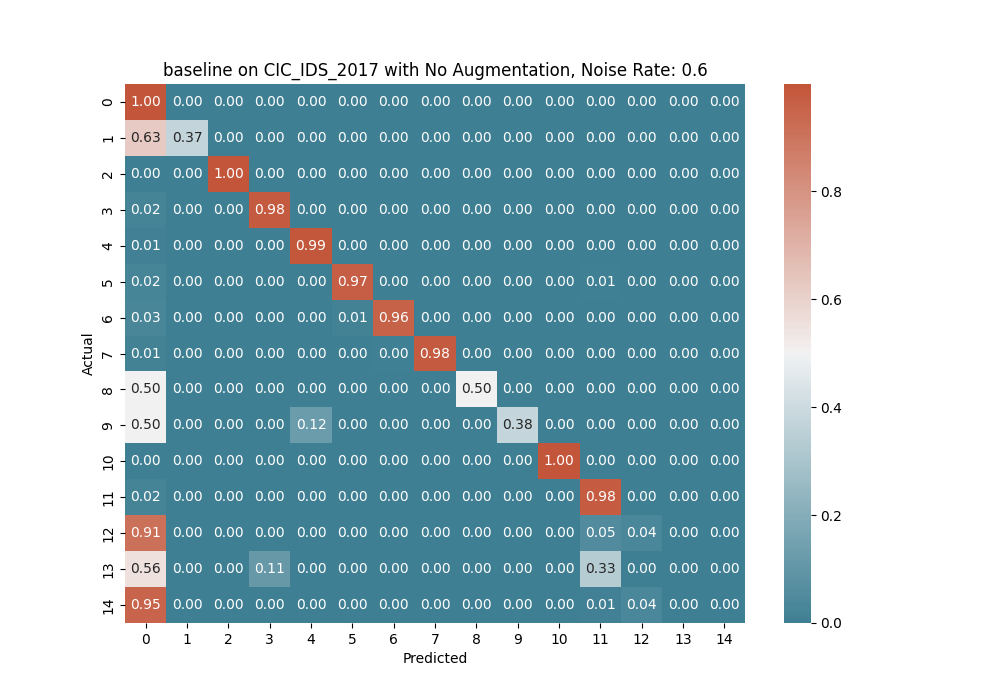 baseline on CIC_IDS_2017 with No Augmentation, Noise Rate: 0.6
0 1.00 0.00 0.00 0.00 0.00 0.00 0.00 0.00 0.00 0.00 0.00 0.00 0.00 0.00 0.00
1 0.63 0.37 0.00 0.00 0.00 0.00 0.00 0.00 0.00 0.00 0.00 0.00 0.00 0.00 0.00
2 0.00 0.00 1.00 0.00 0.00 0.00 0.00 0.00 0.00 0.00 0.00 0.00 0.00 0.00 0.00
0.8
3 0.02 0.00 0.00 0.98 0.00 0.00 0.00 0.00 0.00 0.00 0.00 0.00 0.00 0.00 0.00
4 0.01 0.00 0.00 0.00 0.99 0.00 0.00 0.00 0.00 0.00 0.00 0.00 0.00 0.00 0.00
5 0.02 0.00 0.00 0.00 0.00 0.97 0.00 0.00 0.00 0.00 0.00 0.01 0.00 0.00 0.00
0.6
6 0.03 0.00 0.00 0.00 0.00 0.01 0.96 0.00 0.00 0.00 0.00 0.00 0.00 0.00 0.00
Actual
7 0.01 0.00 0.00 0.00 0.00 0.00 0.00 0.98 0.00 0.00 0.00 0.00 0.00 0.00 0.00
8 0.50 0.00 0.00 0.00 0.00 0.00 0.00 0.00 0.50 0.00 0.00 0.00 0.00 0.00 0.00
0.4
9 0.50 0.00 0.00 0.00 0.12 0.00 0.00 0.00 0.00 0.38 0.00 0.00 0.00 0.00 0.00
10 0.00 0.00 0.00 0.00 0.00 0.00 0.00 0.00 0.00 0.00 1.00 0.00 0.00 0.00 0.00
11 0.02 0.00 0.00 0.00 0.00 0.00 0.00 0.00 0.00 0.00 0.00 0.98 0.00 0.00 0.00
0.2
12 0.91 0.00 0.00 0.00 0.00 0.00 0.00 0.00 0.00 0.00 0.00 0.05 0.04 0.00 0.00
13 0.56 0.00 0.00 0.11 0.00 0.00 0.00 0.00 0.00 0.00 0.00 0.33 0.00 0.00 0.00
14 0.95 0.00 0.00 0.00 0.00 0.00 0.00 0.00 0.00 0.00 0.00 0.01 0.04 0.00 0.00
0.0
0 1 2 3 4 5 6 7 8 9 10 11 12 13 14
Predicted